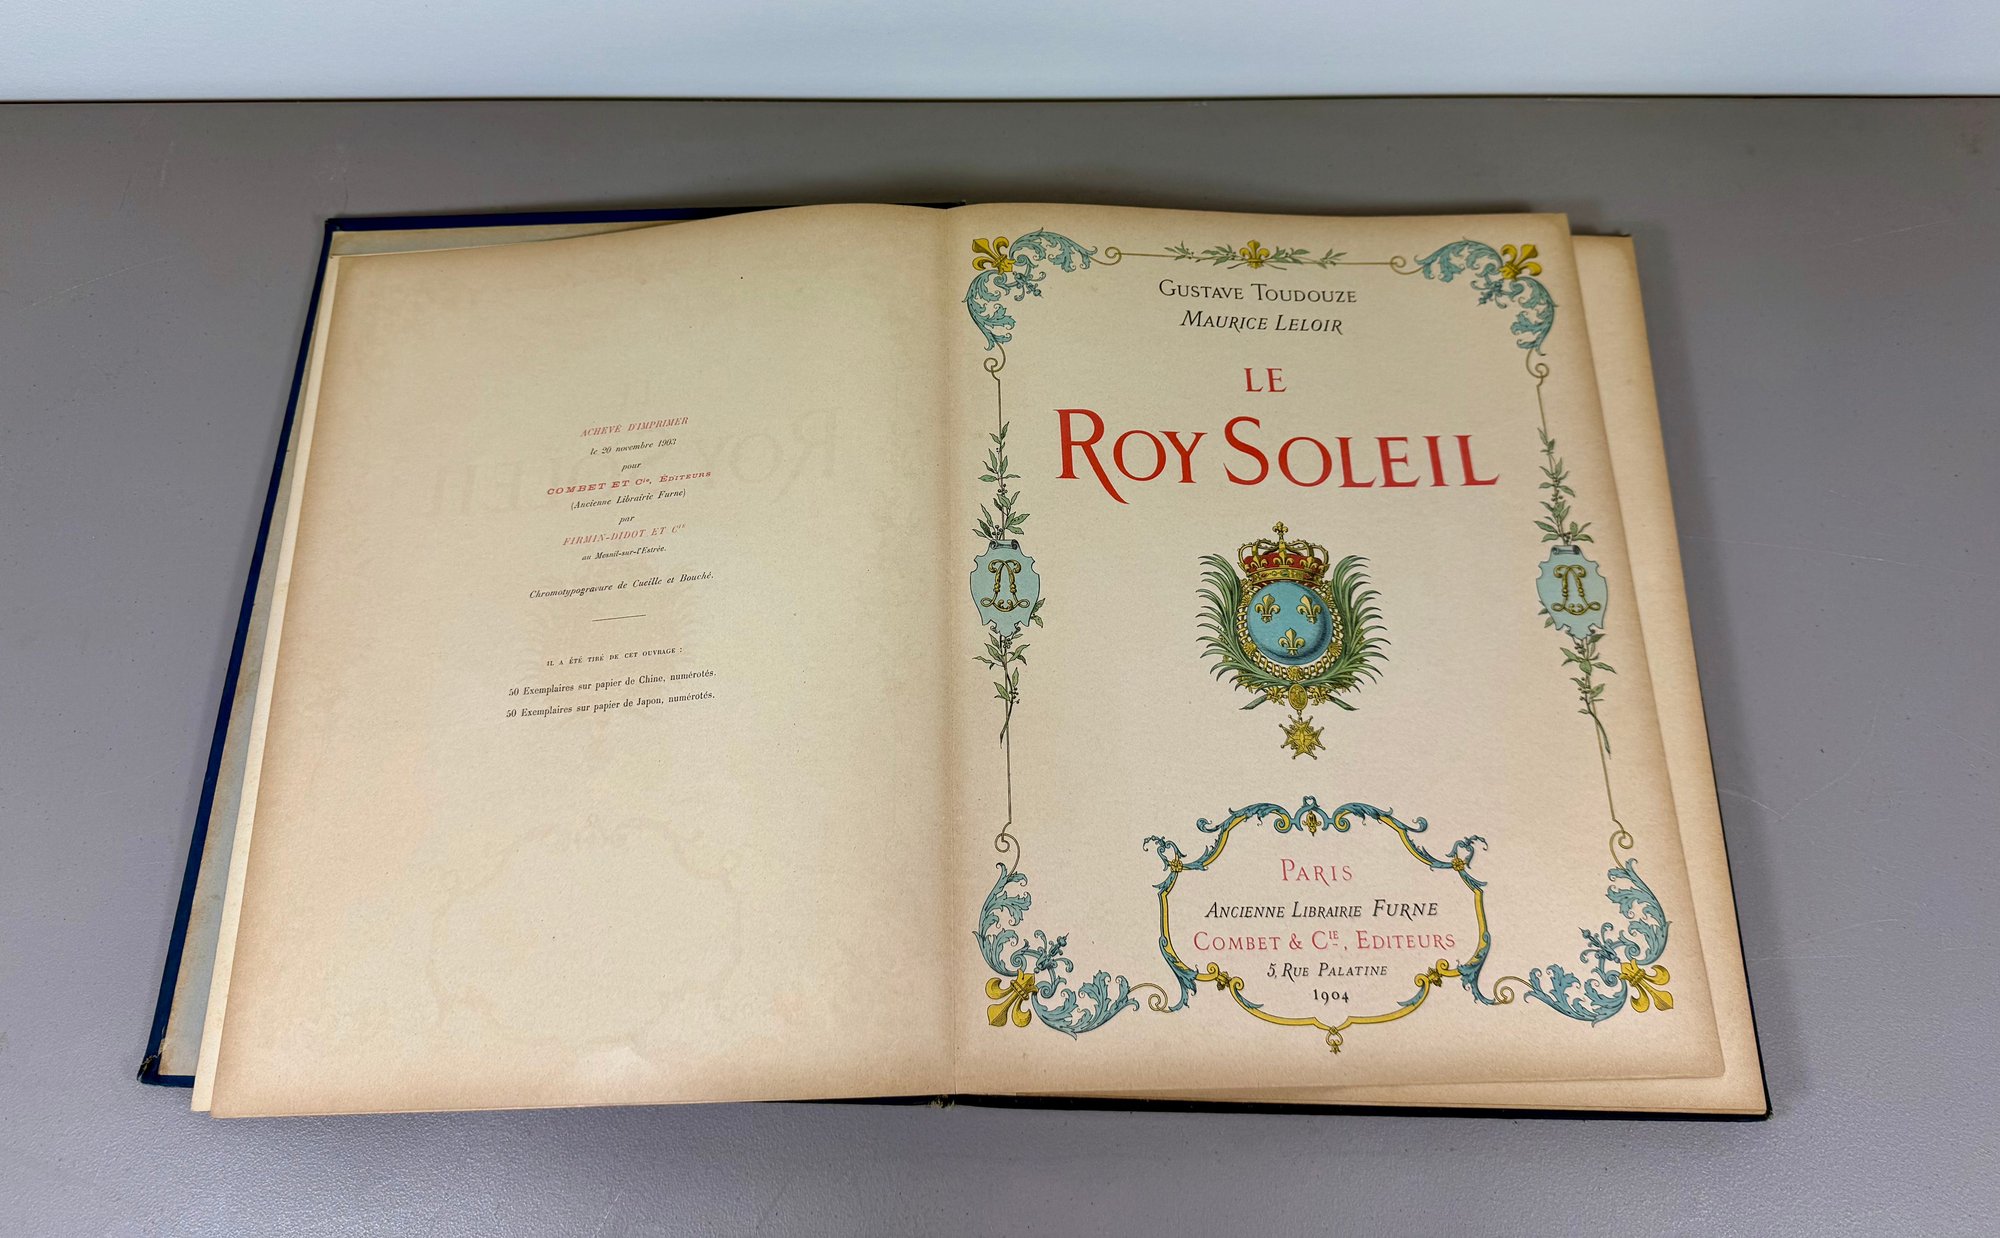 ACHEVÉ D'IMPRIMER
le 20 novembre 1903
pour
COMBET ET Cie, ÉDITEURS
(Ancienne Librairie Furne)
par
FIRMIN-DIDOT ET Cie
au Mesnil-sur-l'Estrée.
Chromotypogravure de Cueille et Bouché.
IL A ÉTÉ TIRÉ DE CET OUVRAGE :
50 Exemplaires sur papier de Chine, numérotés.
50 Exemplaires sur papier de Japon, numérotés.
GUSTAVE TOUDOUZE
MAURICE LELOIR
LE
ROY SOLEIL
PARIS
ANCIENNE LIBRAIRIE FURNE
COMBET & CIE, EDITEURS
5, RUE PALATINE
1904